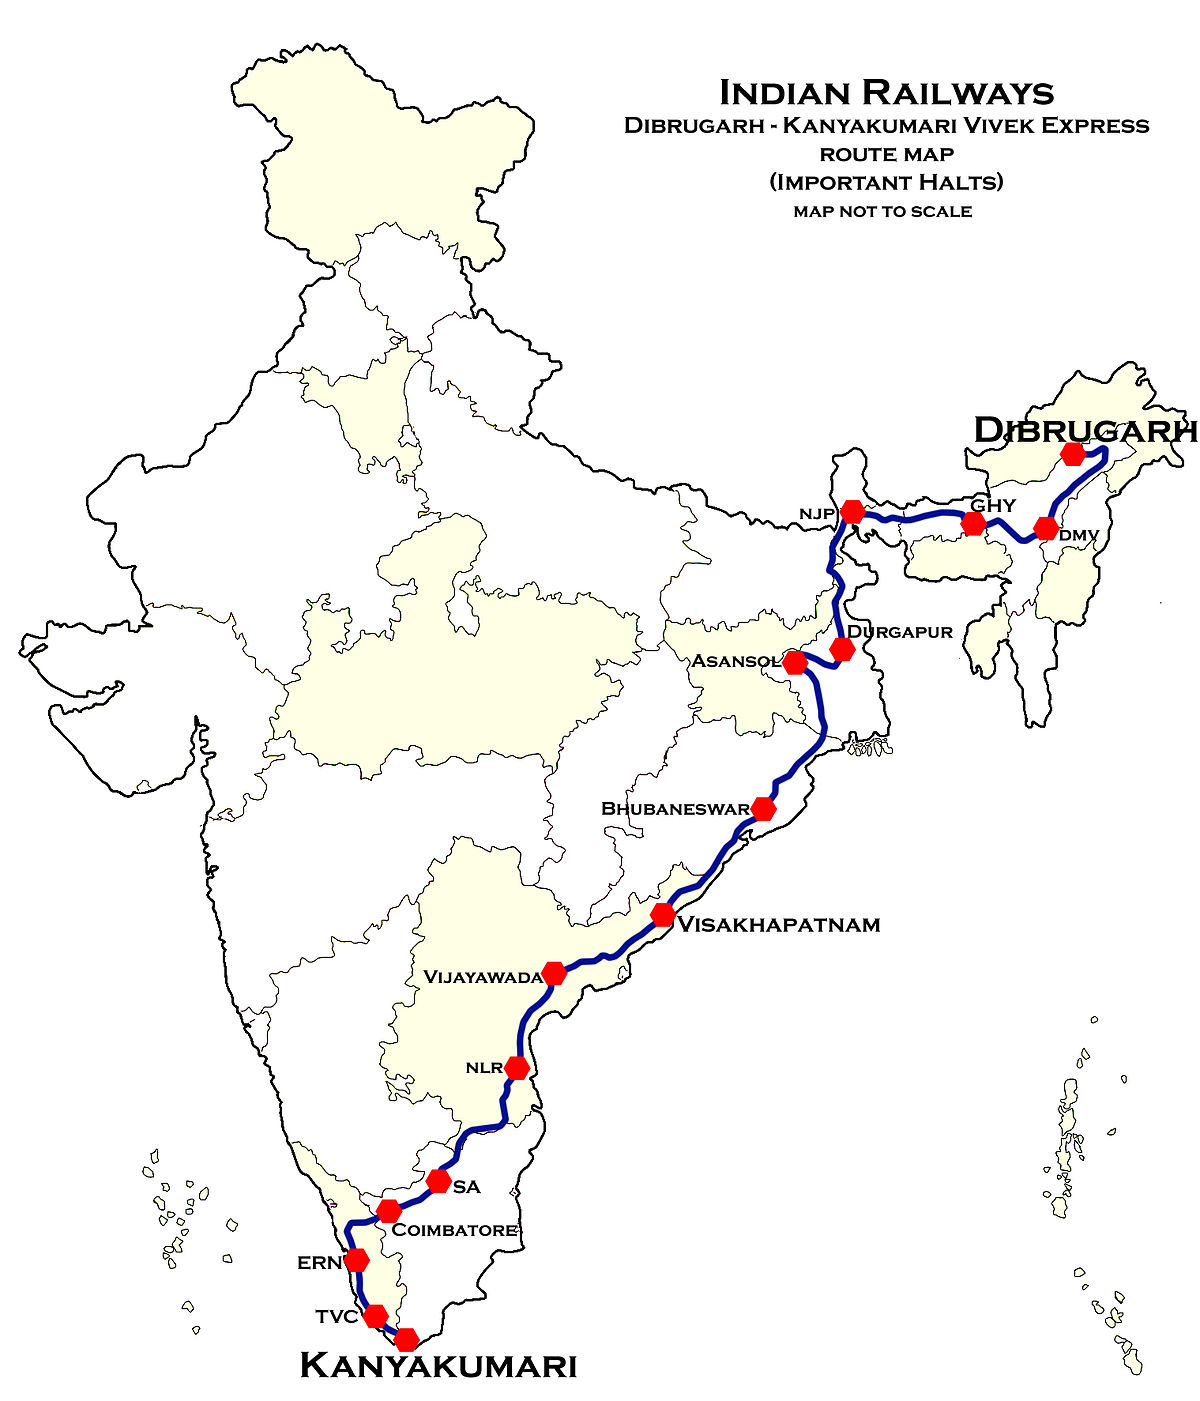 Indian Railways
Dibrugarh - Kanyakumari Vivek Express
route map
(Important Halts)
map not to scale
Dibrugarh
GHY
NJP
DMV
Durgapur
Asansol
Bhubaneswar
Visakhapatnam
Vijayawada
NLR
SA
Coimbatore
ERN
TVC
Kanyakumari